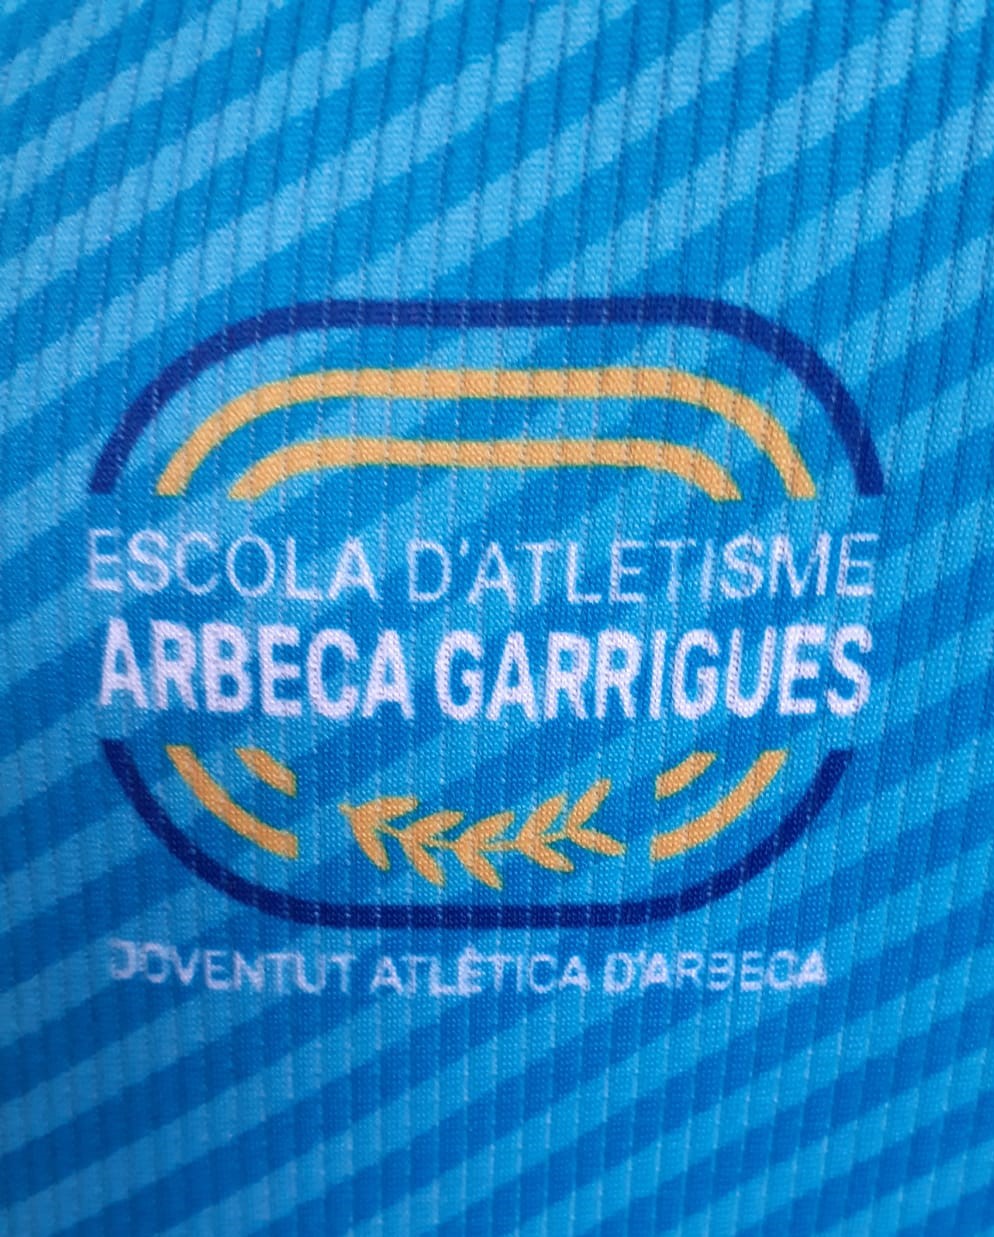 ESCOLA D'ATLETISME
ARBECA GARRIGUES
JOVENTUT ATLÈTICA D'ARBECA